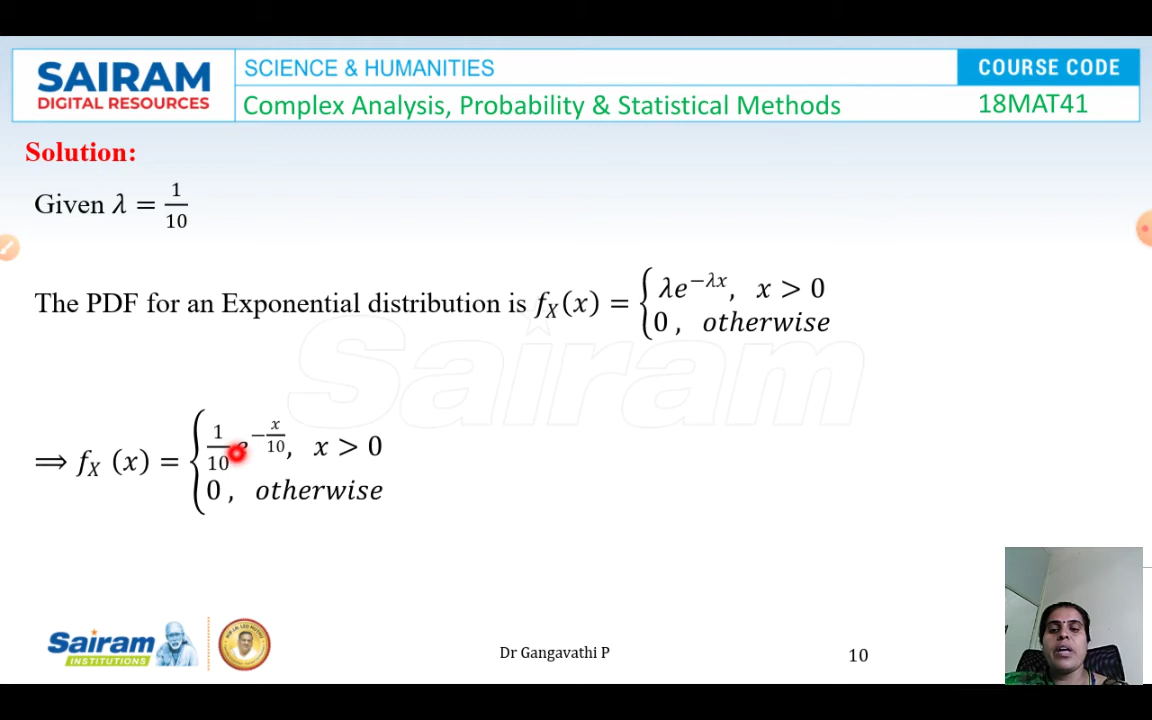 SAIRAM
DIGITAL RESOURCES
SCIENCE & HUMANITIES
COURSE CODE
Complex Analysis, Probability & Statistical Methods
18MAT41
Solution:
Given λ = 1/10
The PDF for an Exponential distribution is f_X(x) = { λe^{−λx}, x > 0
0 , otherwise
Sairam
⟹ f_X (x) = { 1/10 e^{−x/10}, x > 0
0 , otherwise
Sairam
INSTITUTIONS
Dr Gangavathi P
10